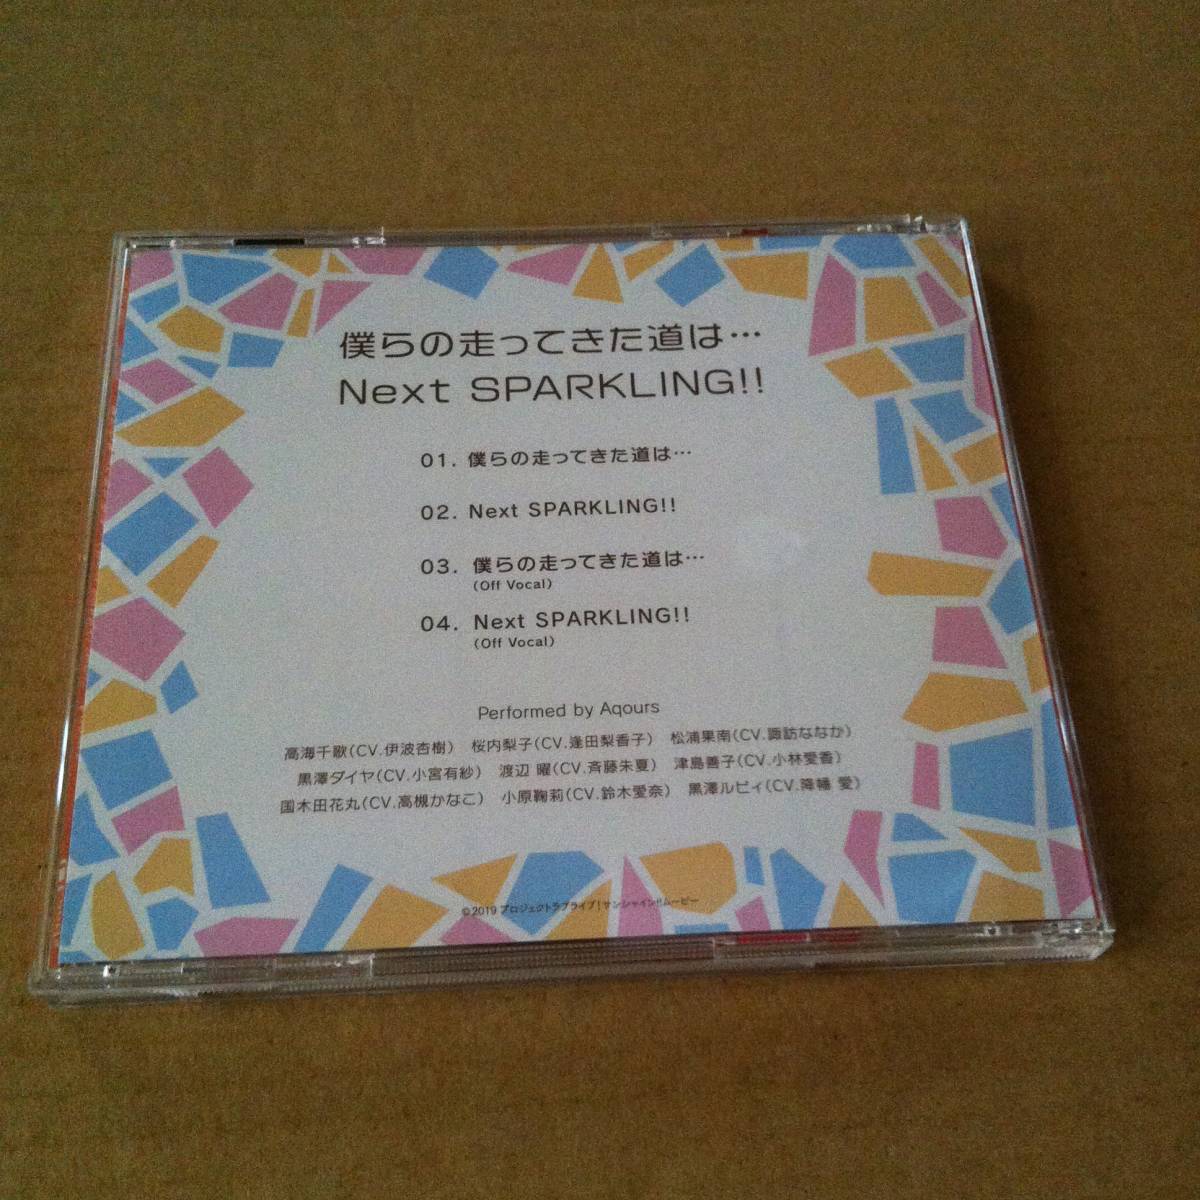 僕らの走ってきた道は…
Next SPARKLING!!
01. 僕らの走ってきた道は…
02. Next SPARKLING!!
03. 僕らの走ってきた道は…
(Off Vocal)
04. Next SPARKLING!!
(Off Vocal)
Performed by Aqours
高海千歌(CV.伊波杏樹) 桜内梨子(CV.逢田梨香子) 松浦果南(CV.諏訪ななか)
黒澤ダイヤ(CV.小宮有紗) 渡辺 曜(CV.斉藤朱夏) 津島善子(CV.小林愛香)
国木田花丸(CV.高槻かなこ) 小原鞠莉(CV.鈴木愛奈) 黒澤ルビィ(CV.降幡 愛)
©2019 プロジェクトラブライブ!サンシャイン!!ムービー